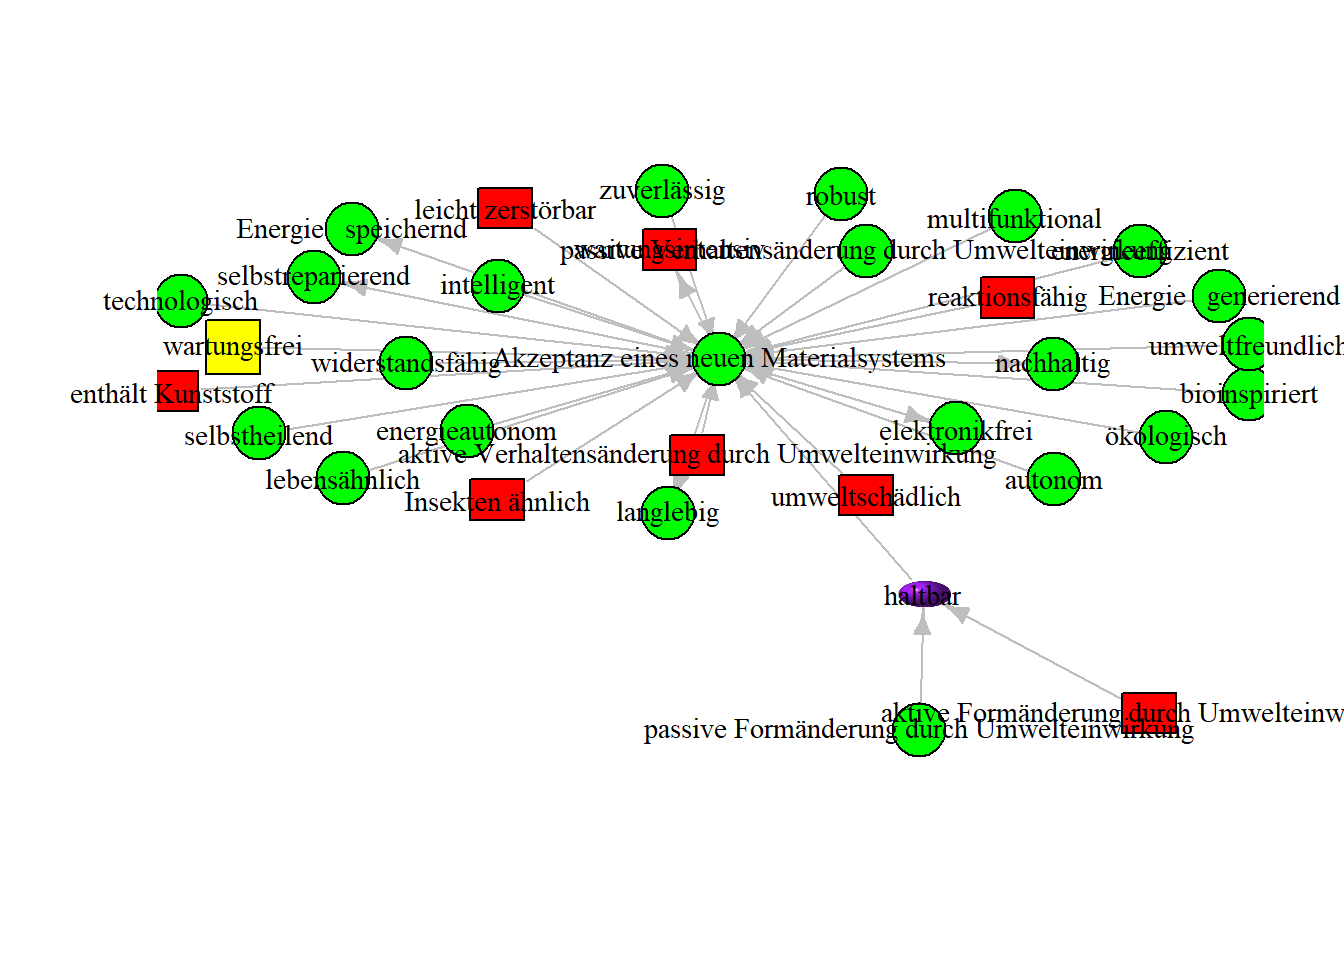 zuverlässig
robust
leicht zerstörbar
multifunktional
Energie speichernd
wartungsintensiv
passive Verhaltensänderung durch Umwelteinwirkung
energieeffizient
selbstreparierend
intelligent
technologisch
reaktionsfähig
Energie generierend
wartungsfrei
umweltfreundlich
widerstandsfähig
Akzeptanz eines neuen Materialsystems
nachhaltig
enthält Kunststoff
bioinspiriert
selbstheilend
energieautonom
elektronikfrei
ökologisch
aktive Verhaltensänderung durch Umwelteinwirkung
lebensähnlich
autonom
Insekten ähnlich
umweltschädlich
langlebig
haltbar
aktive Formänderung durch Umwelteinw
passive Formänderung durch Umwelteinwirkung